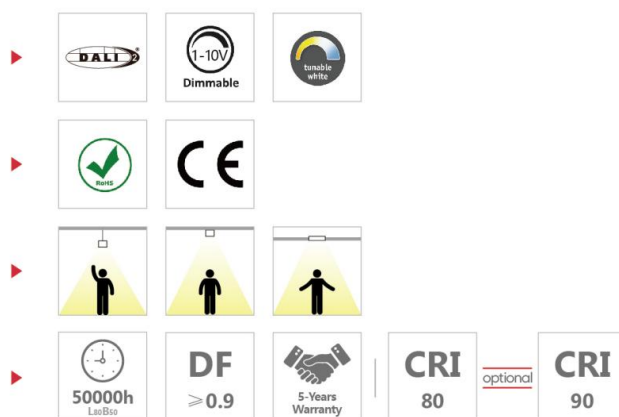 DALI 2
1-10V
Dimmable
tunable
white
RoHS
CE
50000h
L80B50
DF
≥0.9
5-Years
Warranty
CRI
80
optional
CRI
90